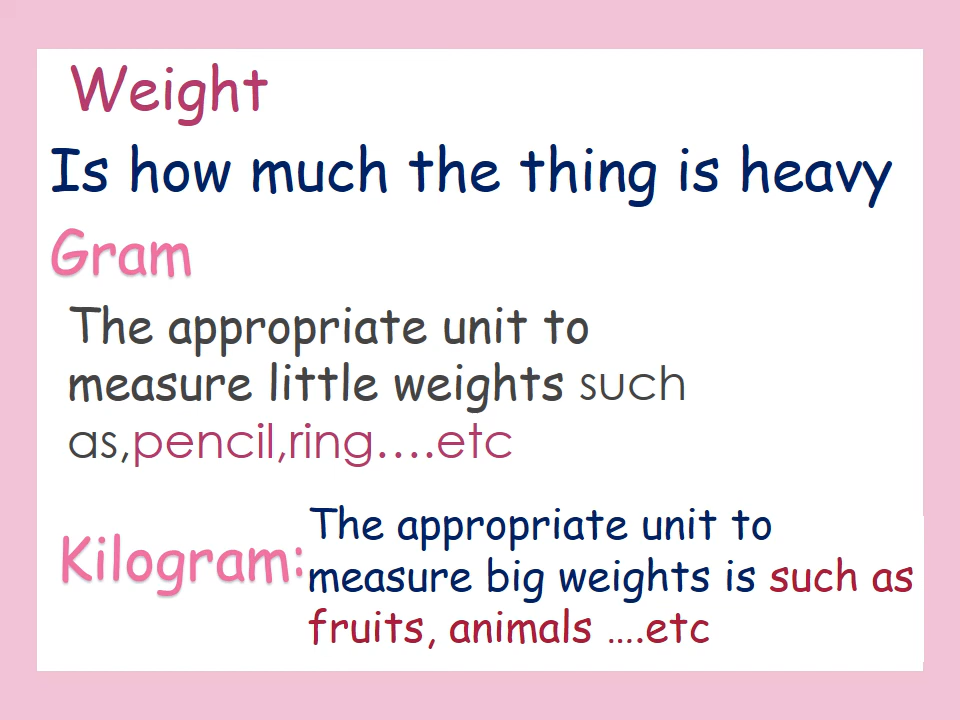 Weight
Is how much the thing is heavy
Gram
The appropriate unit to
measure little weights such
as,pencil,ring....etc
Kilogram:
The appropriate unit to
measure big weights is such as
fruits, animals ....etc